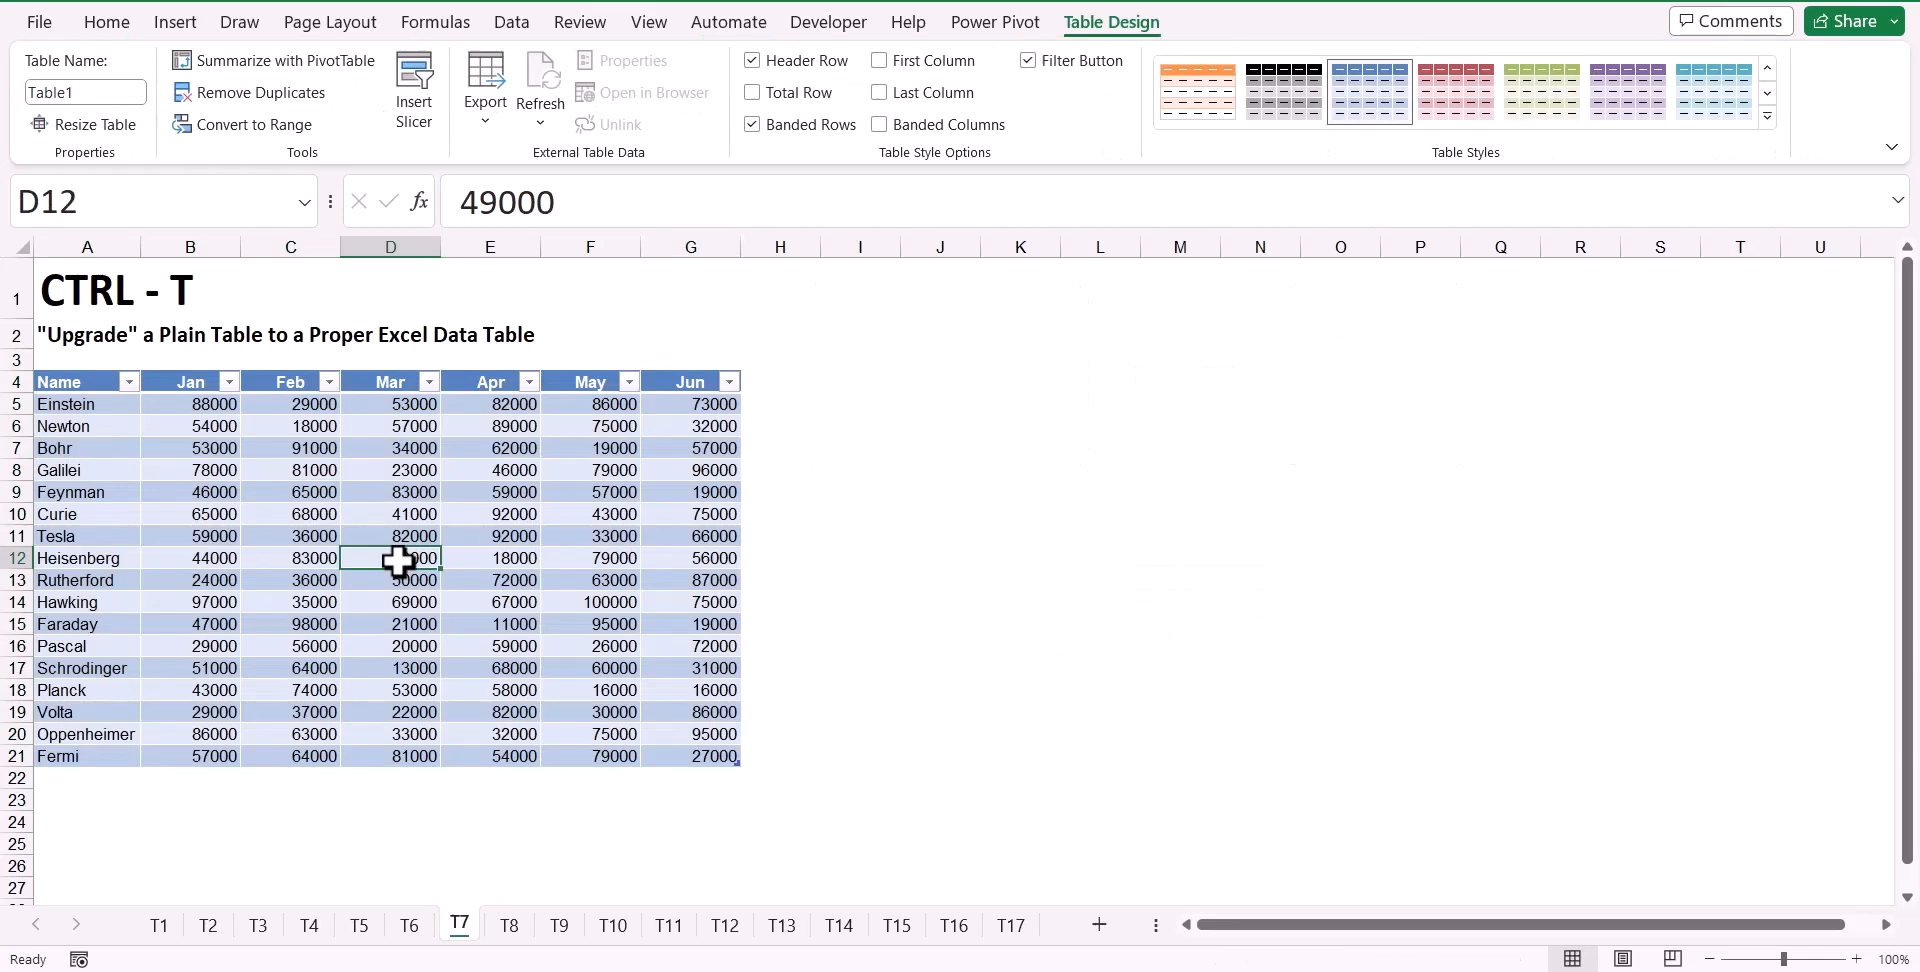 File Home Insert Draw Page Layout Formulas Data Review View Automate Developer Help Power Pivot Table Design Comments Share
Table Name:
Table1
Resize Table
Properties
Summarize with PivotTable
Remove Duplicates
Convert to Range
Tools
Insert
Slicer
Export
Refresh
Properties
Open in Browser
Unlink
External Table Data
Header Row First Column Filter Button
Total Row Last Column
Banded Rows Banded Columns
Table Style Options
Table Styles
D12 fx 49000
A B C D E F G H I J K L M N O P Q R S T U
1 CTRL - T
2 "Upgrade" a Plain Table to a Proper Excel Data Table
3
4 Name Jan Feb Mar Apr May Jun
5 Einstein 88000 29000 53000 82000 86000 73000
6 Newton 54000 18000 57000 89000 75000 32000
7 Bohr 53000 91000 34000 62000 19000 57000
8 Galilei 78000 81000 23000 46000 79000 96000
9 Feynman 46000 65000 83000 59000 57000 19000
10 Curie 65000 68000 41000 92000 43000 75000
11 Tesla 59000 36000 82000 92000 33000 66000
12 Heisenberg 44000 83000 18000 79000 56000
13 Rutherford 24000 36000 50000 72000 63000 87000
14 Hawking 97000 35000 69000 67000 100000 75000
15 Faraday 47000 98000 21000 11000 95000 19000
16 Pascal 29000 56000 20000 59000 26000 72000
17 Schrodinger 51000 64000 13000 68000 60000 31000
18 Planck 43000 74000 53000 58000 16000 16000
19 Volta 29000 37000 22000 82000 30000 86000
20 Oppenheimer 86000 63000 33000 32000 75000 95000
21 Fermi 57000 64000 81000 54000 79000 27000
22
23
24
25
26
27
T1 T2 T3 T4 T5 T6 T7 T8 T9 T10 T11 T12 T13 T14 T15 T16 T17
Ready 100%